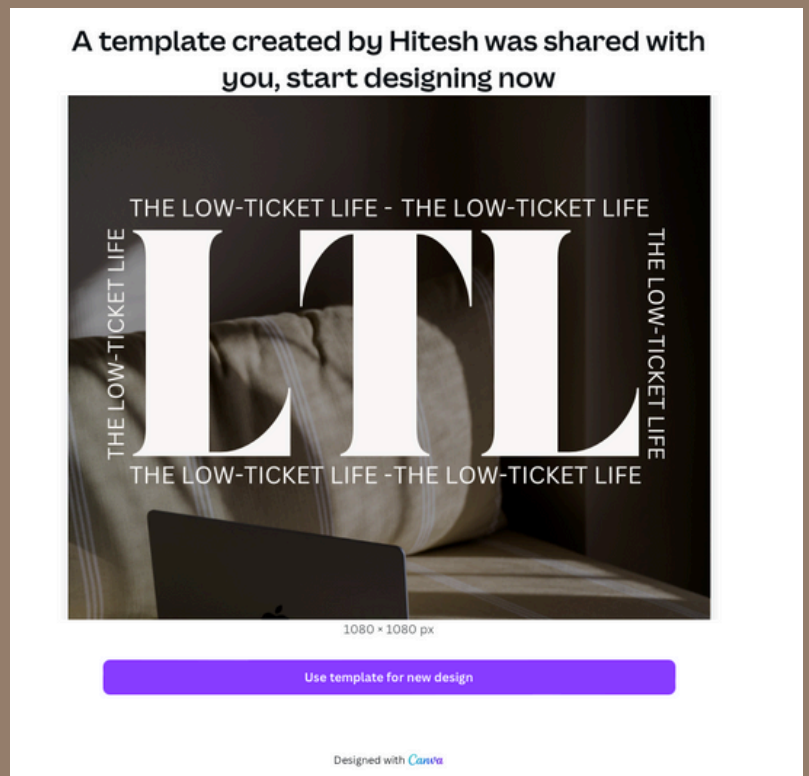 A template created by Hitesh was shared with
you, start designing now
THE LOW-TICKET LIFE - THE LOW-TICKET LIFE
THE LOW-TICKET LIFE
LTL
THE LOW-TICKET LIFE
THE LOW-TICKET LIFE -THE LOW-TICKET LIFE
1080 × 1080 px
Use template for new design
Designed with Canva